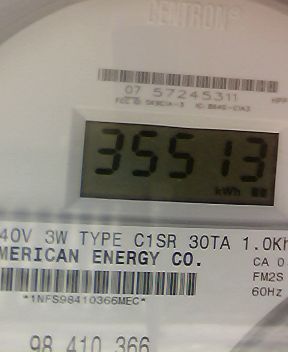 CENTRON®
07 57245311
35513
kWh
40V 3W TYPE C1SR 30TA 1.0Kh
MERICAN ENERGY CO.
CA 0
FM2S
60Hz
*1NFS98410366MEC*
98 410 366